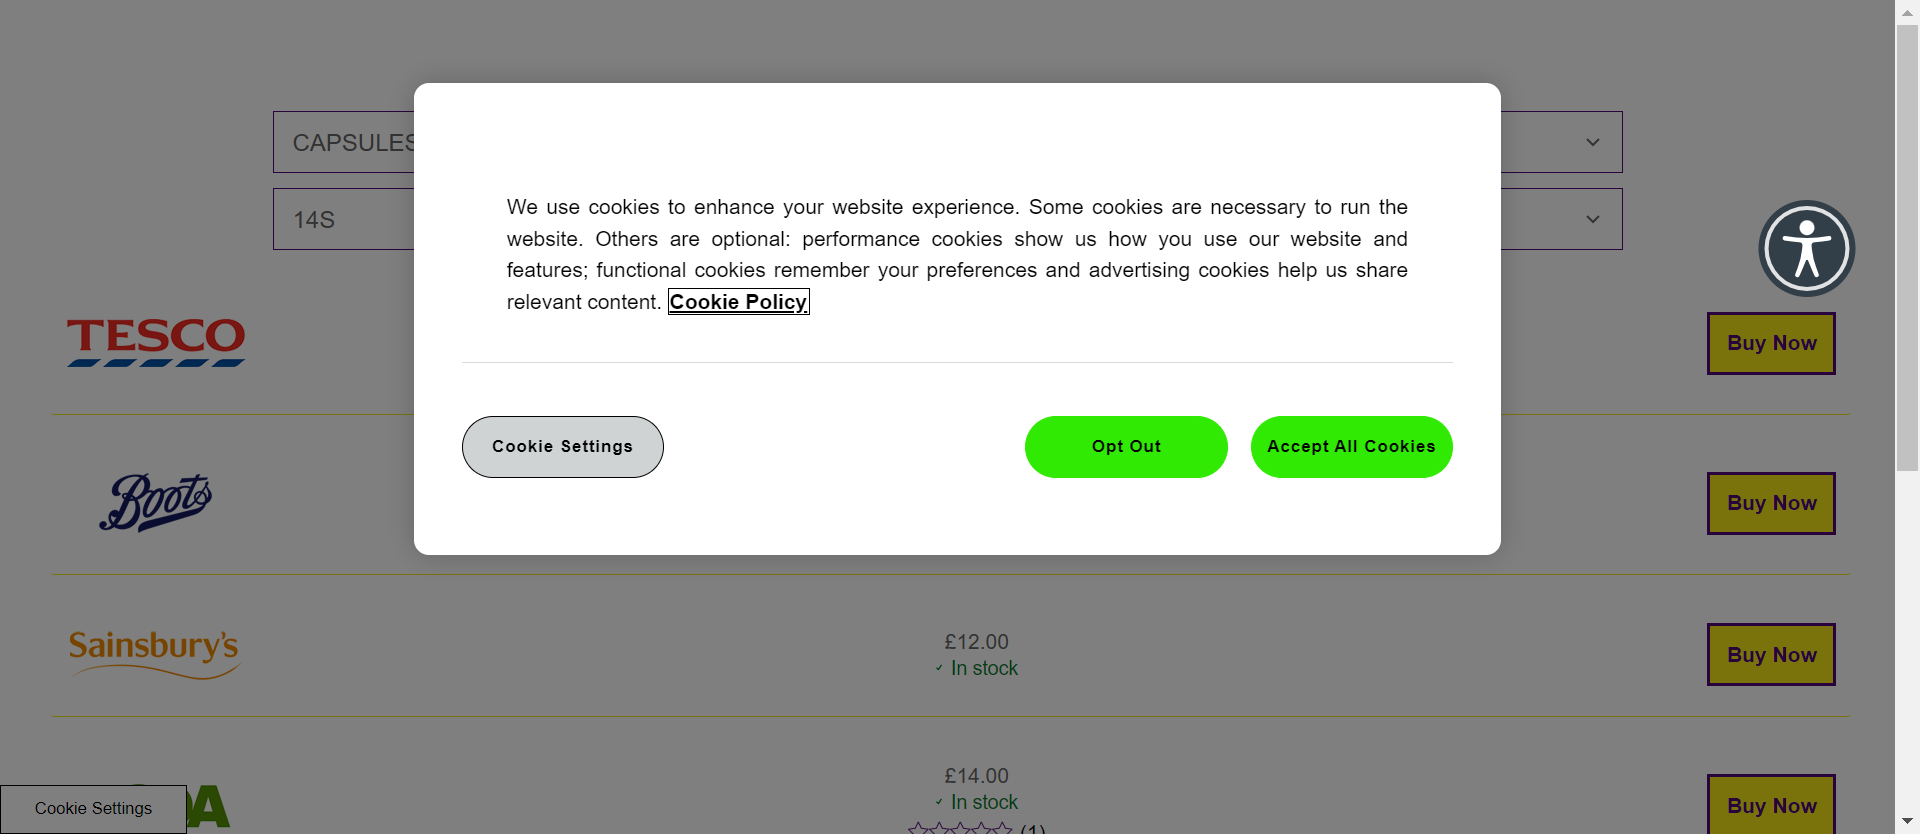 CAPSULES
14S
We use cookies to enhance your website experience. Some cookies are necessary to run the
website. Others are optional: performance cookies show us how you use our website and
features; functional cookies remember your preferences and advertising cookies help us share
relevant content. Cookie Policy
Cookie Settings
Opt Out
Accept All Cookies
TESCO
Buy Now
Boots
Buy Now
Sainsbury's
£12.00
✓ In stock
Buy Now
£14.00
✓ In stock
(1)
Buy Now
Cookie Settings